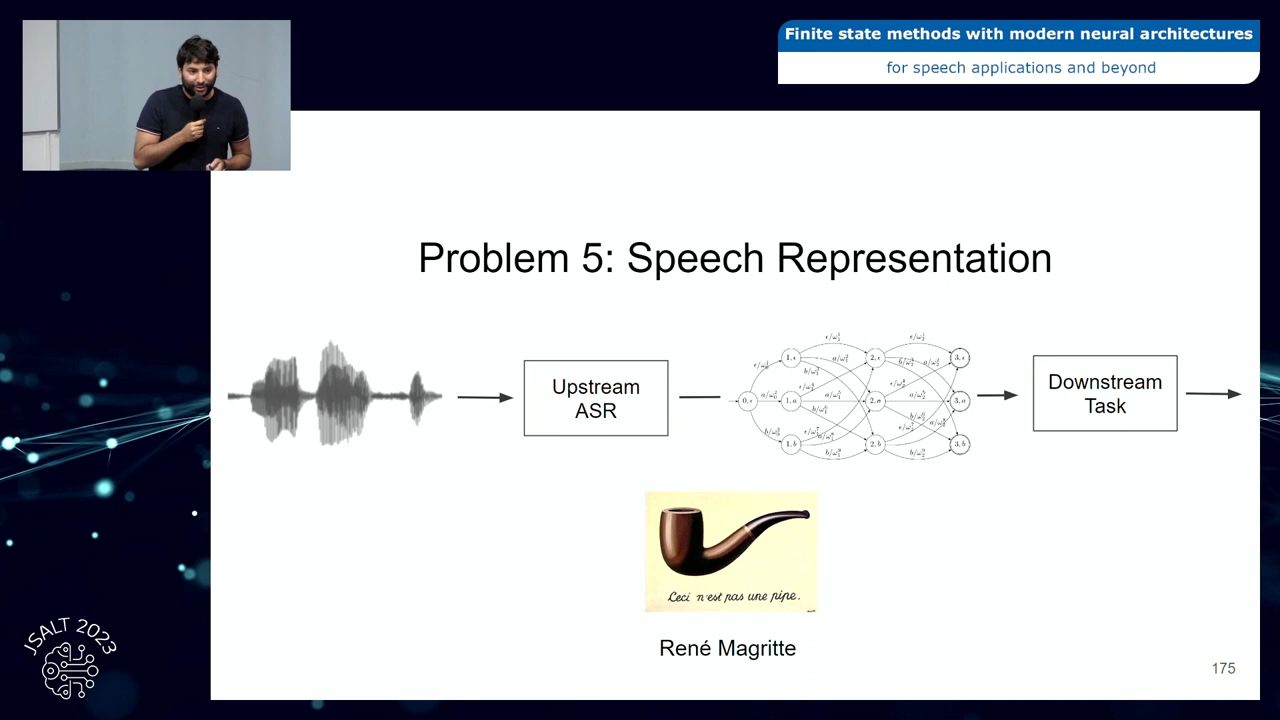 Finite state methods with modern neural architectures
for speech applications and beyond
Problem 5: Speech Representation
Upstream
ASR
Downstream
Task
Ceci n'est pas une pipe.
René Magritte
175
JSALT 2023